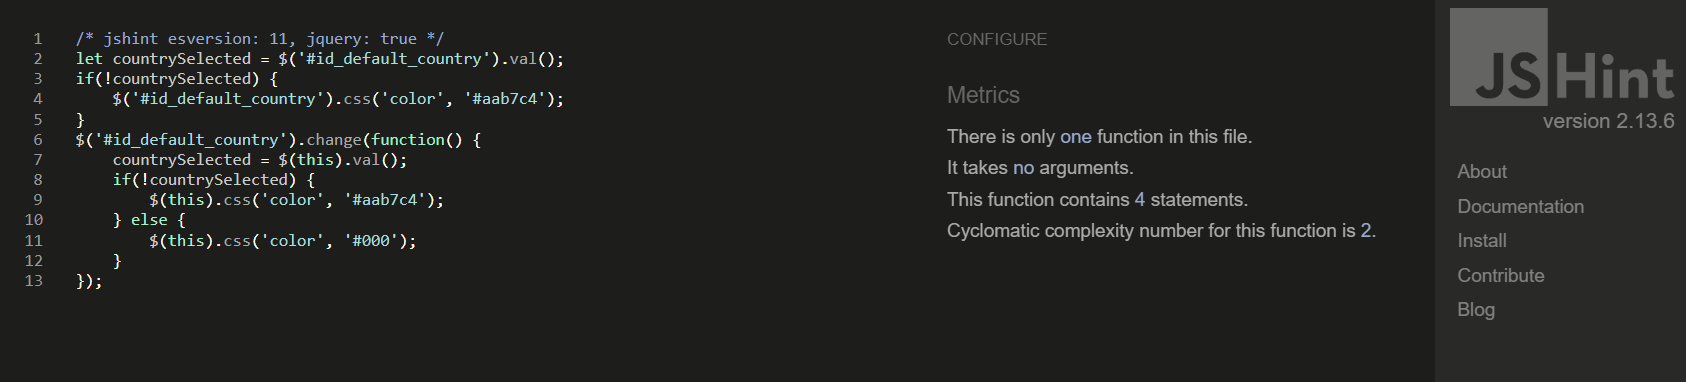 1 /* jshint esversion: 11, jquery: true */
2 let countrySelected = $('#id_default_country').val();
3 if(!countrySelected) {
4     $('#id_default_country').css('color', '#aab7c4');
5 }
6 $('#id_default_country').change(function() {
7     countrySelected = $(this).val();
8     if(!countrySelected) {
9         $(this).css('color', '#aab7c4');
10     } else {
11         $(this).css('color', '#000');
12     }
13 });
CONFIGURE
Metrics
There is only one function in this file.
It takes no arguments.
This function contains 4 statements.
Cyclomatic complexity number for this function is 2.
JSHint
version 2.13.6
About
Documentation
Install
Contribute
Blog